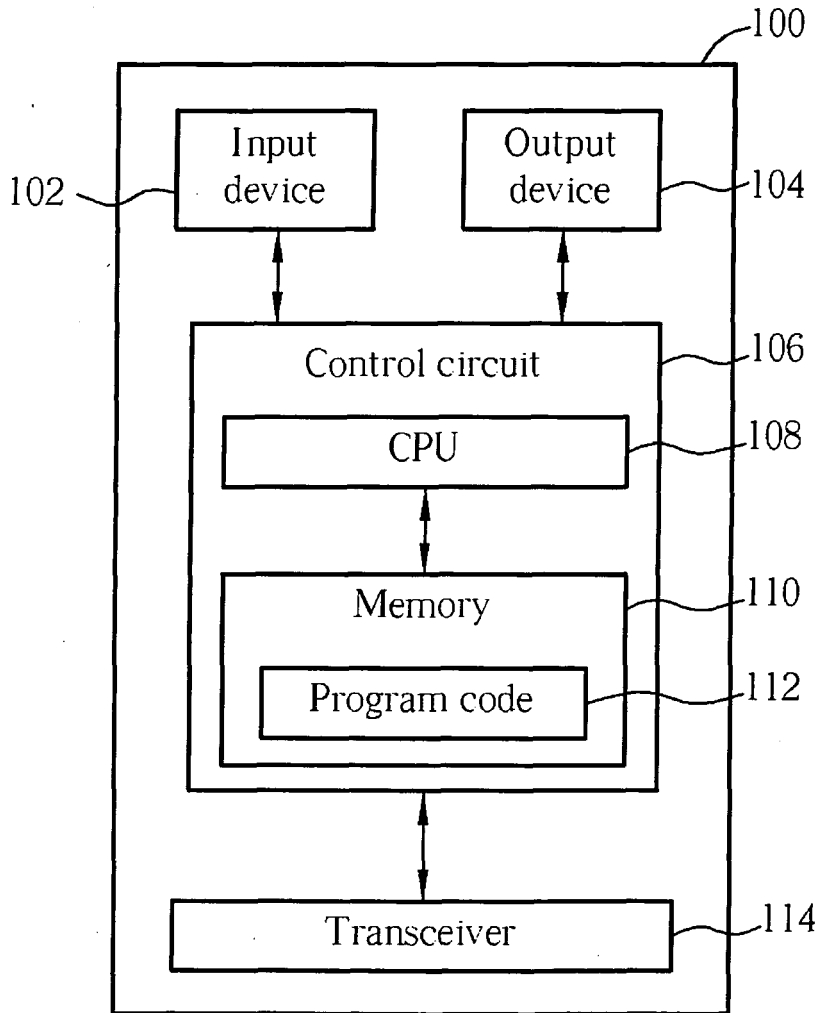 100
Input
device
Output
device
102
104
Control circuit
106
CPU
108
Memory
110
Program code
112
Transceiver
114